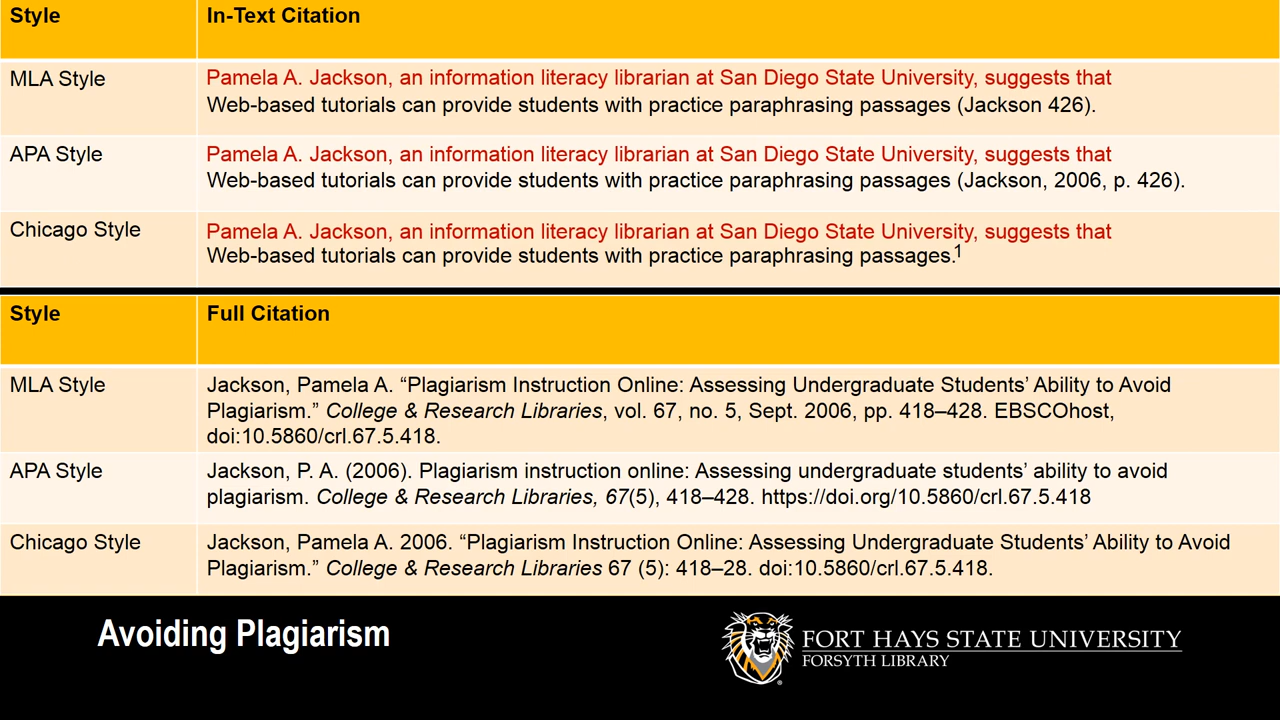 Style In-Text Citation
MLA Style Pamela A. Jackson, an information literacy librarian at San Diego State University, suggests that
Web-based tutorials can provide students with practice paraphrasing passages (Jackson 426).
APA Style Pamela A. Jackson, an information literacy librarian at San Diego State University, suggests that
Web-based tutorials can provide students with practice paraphrasing passages (Jackson, 2006, p. 426).
Chicago Style Pamela A. Jackson, an information literacy librarian at San Diego State University, suggests that
Web-based tutorials can provide students with practice paraphrasing passages.¹
Style Full Citation
MLA Style Jackson, Pamela A. “Plagiarism Instruction Online: Assessing Undergraduate Students’ Ability to Avoid
Plagiarism.” College & Research Libraries, vol. 67, no. 5, Sept. 2006, pp. 418–428. EBSCOhost,
doi:10.5860/crl.67.5.418.
APA Style Jackson, P. A. (2006). Plagiarism instruction online: Assessing undergraduate students’ ability to avoid
plagiarism. College & Research Libraries, 67(5), 418–428. https://doi.org/10.5860/crl.67.5.418
Chicago Style Jackson, Pamela A. 2006. “Plagiarism Instruction Online: Assessing Undergraduate Students’ Ability to Avoid
Plagiarism.” College & Research Libraries 67 (5): 418–28. doi:10.5860/crl.67.5.418.
Avoiding Plagiarism
FORT HAYS STATE UNIVERSITY
FORSYTH LIBRARY
®